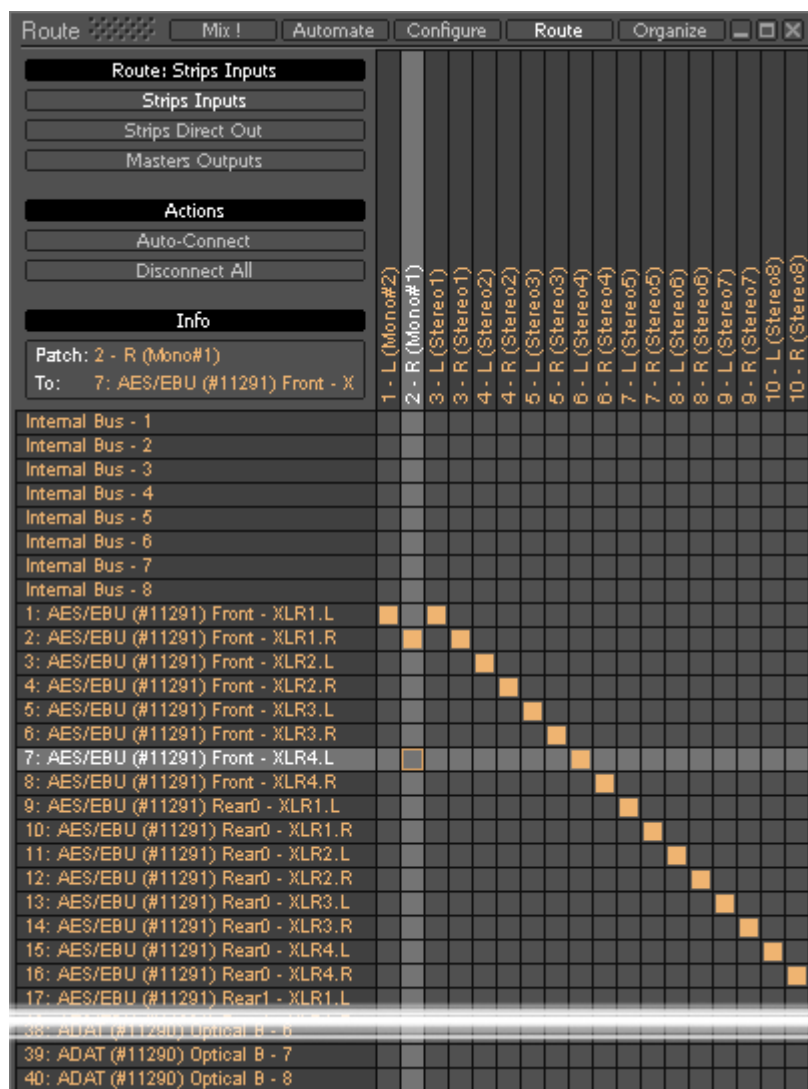 Route Mix ! Automate Configure Route Organize
Route: Strips Inputs
Strips Inputs
Strips Direct Out
Masters Outputs
Actions
Auto-Connect
Disconnect All
Info
Patch: 2 - R (Mono#1)
To: 7: AES/EBU (#11291) Front - X
1 - L (Mono#2)
2 - R (Mono#1)
3 - L (Stereo1)
3 - R (Stereo1)
4 - L (Stereo2)
4 - R (Stereo2)
5 - L (Stereo3)
5 - R (Stereo3)
6 - L (Stereo4)
6 - R (Stereo4)
7 - L (Stereo5)
7 - R (Stereo5)
8 - L (Stereo6)
8 - R (Stereo6)
9 - L (Stereo7)
9 - R (Stereo7)
10 - L (Stereo8)
10 - R (Stereo8)
Internal Bus - 1
Internal Bus - 2
Internal Bus - 3
Internal Bus - 4
Internal Bus - 5
Internal Bus - 6
Internal Bus - 7
Internal Bus - 8
1: AES/EBU (#11291) Front - XLR1.L
2: AES/EBU (#11291) Front - XLR1.R
3: AES/EBU (#11291) Front - XLR2.L
4: AES/EBU (#11291) Front - XLR2.R
5: AES/EBU (#11291) Front - XLR3.L
6: AES/EBU (#11291) Front - XLR3.R
7: AES/EBU (#11291) Front - XLR4.L
8: AES/EBU (#11291) Front - XLR4.R
9: AES/EBU (#11291) Rear0 - XLR1.L
10: AES/EBU (#11291) Rear0 - XLR1.R
11: AES/EBU (#11291) Rear0 - XLR2.L
12: AES/EBU (#11291) Rear0 - XLR2.R
13: AES/EBU (#11291) Rear0 - XLR3.L
14: AES/EBU (#11291) Rear0 - XLR3.R
15: AES/EBU (#11291) Rear0 - XLR4.L
16: AES/EBU (#11291) Rear0 - XLR4.R
17: AES/EBU (#11291) Rear1 - XLR1.L
38: ADAT (#11290) Optical B - 6
39: ADAT (#11290) Optical B - 7
40: ADAT (#11290) Optical B - 8